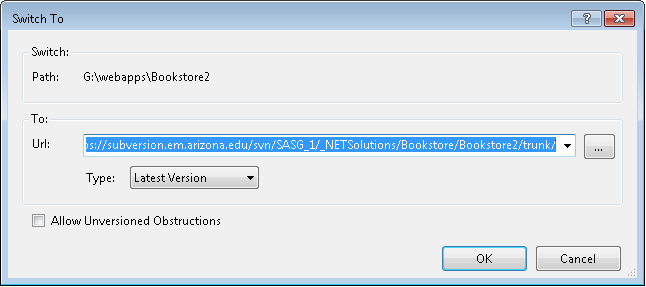 Switch To
Switch:
Path: G:\webapps\Bookstore2
To:
Url: ps://subversion.em.arizona.edu/svn/SASG_1/_NETSolutions/Bookstore/Bookstore2/trunk/ ...
Type: Latest Version
Allow Unversioned Obstructions
OK Cancel